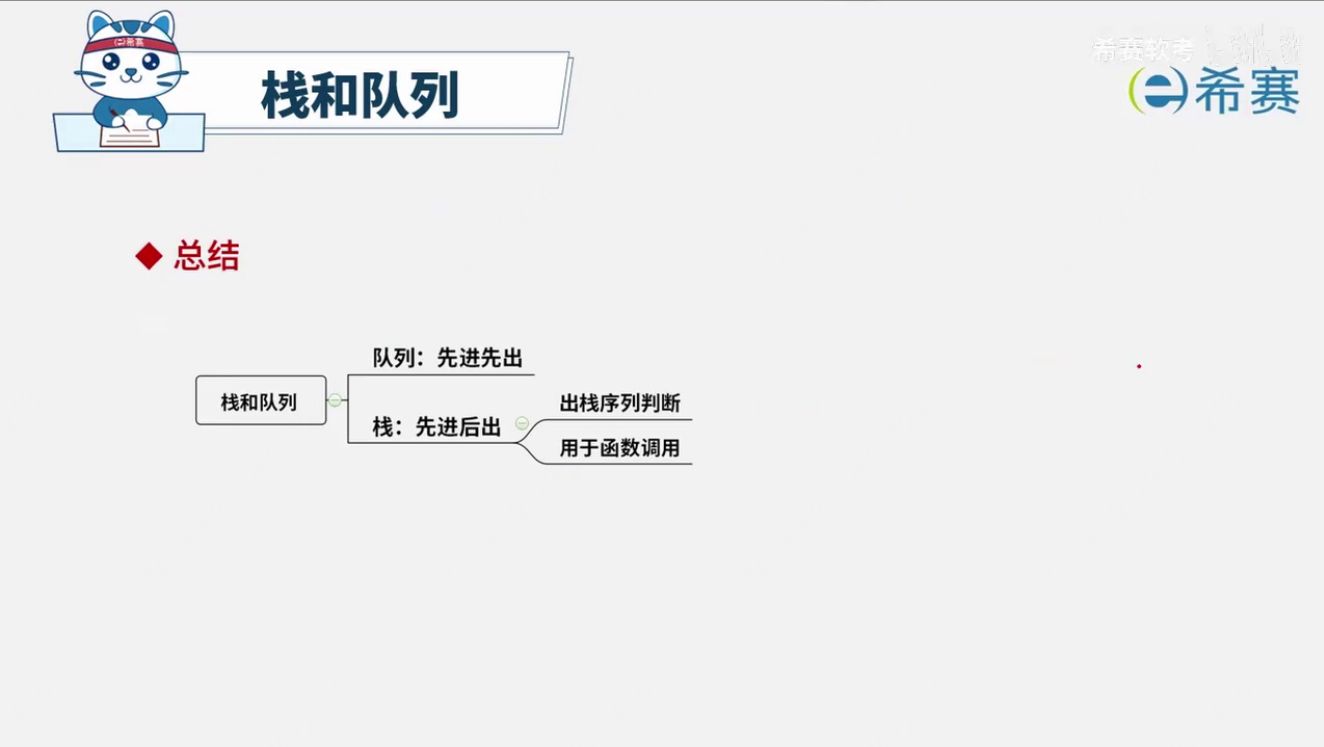 希赛
栈和队列
希赛软考
希赛
总结
队列：先进先出
栈和队列
出栈序列判断
栈：先进后出
用于函数调用